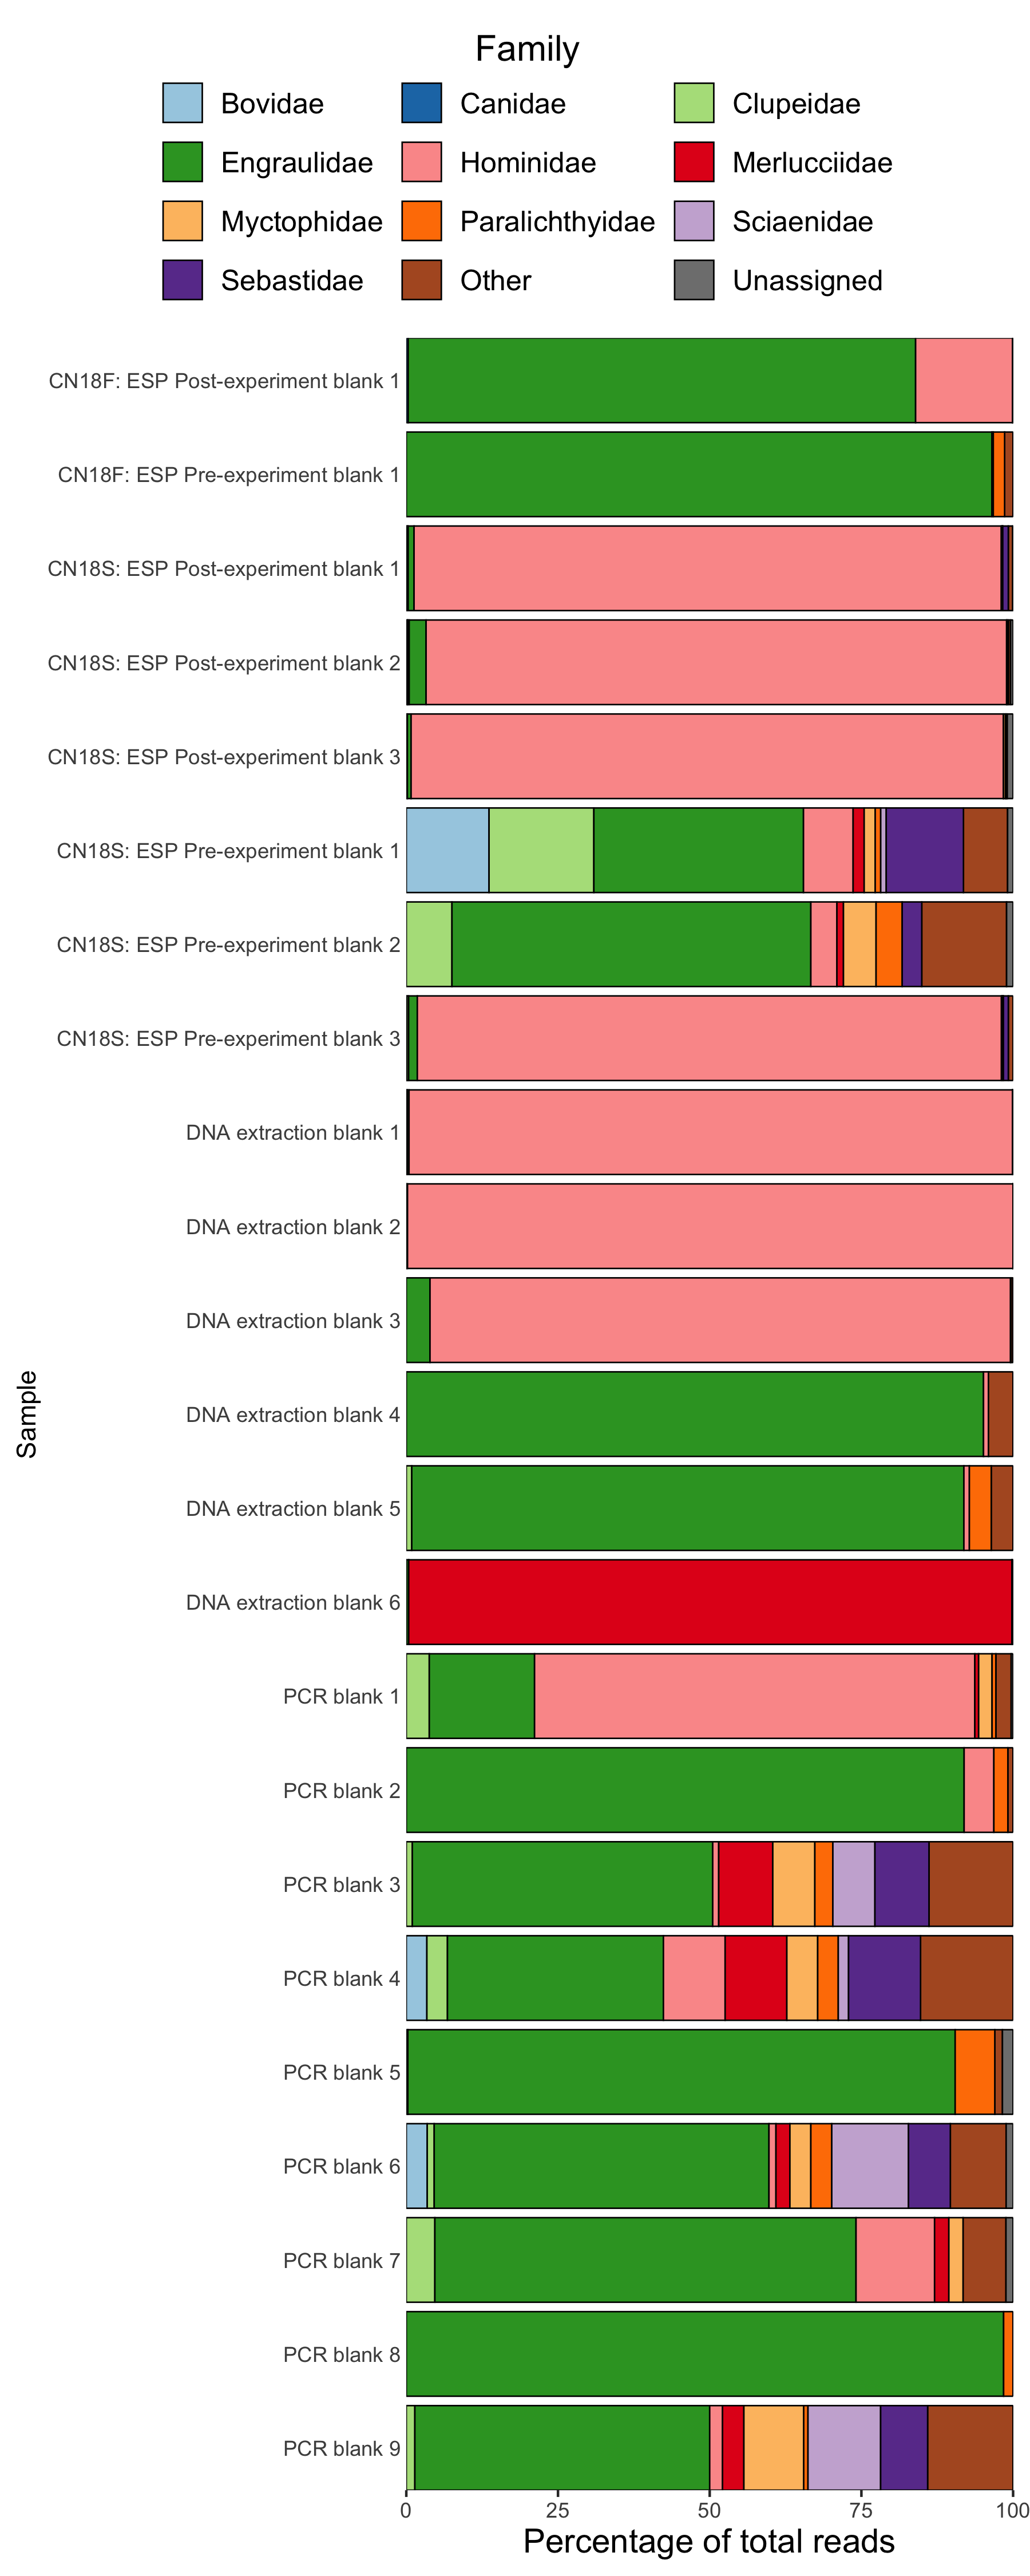 Family
Bovidae Canidae Clupeidae
Engraulidae Hominidae Merlucciidae
Myctophidae Paralichthyidae Sciaenidae
Sebastidae Other Unassigned
CN18F: ESP Post-experiment blank 1
CN18F: ESP Pre-experiment blank 1
CN18S: ESP Post-experiment blank 1
CN18S: ESP Post-experiment blank 2
CN18S: ESP Post-experiment blank 3
CN18S: ESP Pre-experiment blank 1
CN18S: ESP Pre-experiment blank 2
CN18S: ESP Pre-experiment blank 3
DNA extraction blank 1
DNA extraction blank 2
DNA extraction blank 3
DNA extraction blank 4
DNA extraction blank 5
DNA extraction blank 6
PCR blank 1
PCR blank 2
PCR blank 3
PCR blank 4
PCR blank 5
PCR blank 6
PCR blank 7
PCR blank 8
PCR blank 9
Sample
0 25 50 75 100
Percentage of total reads